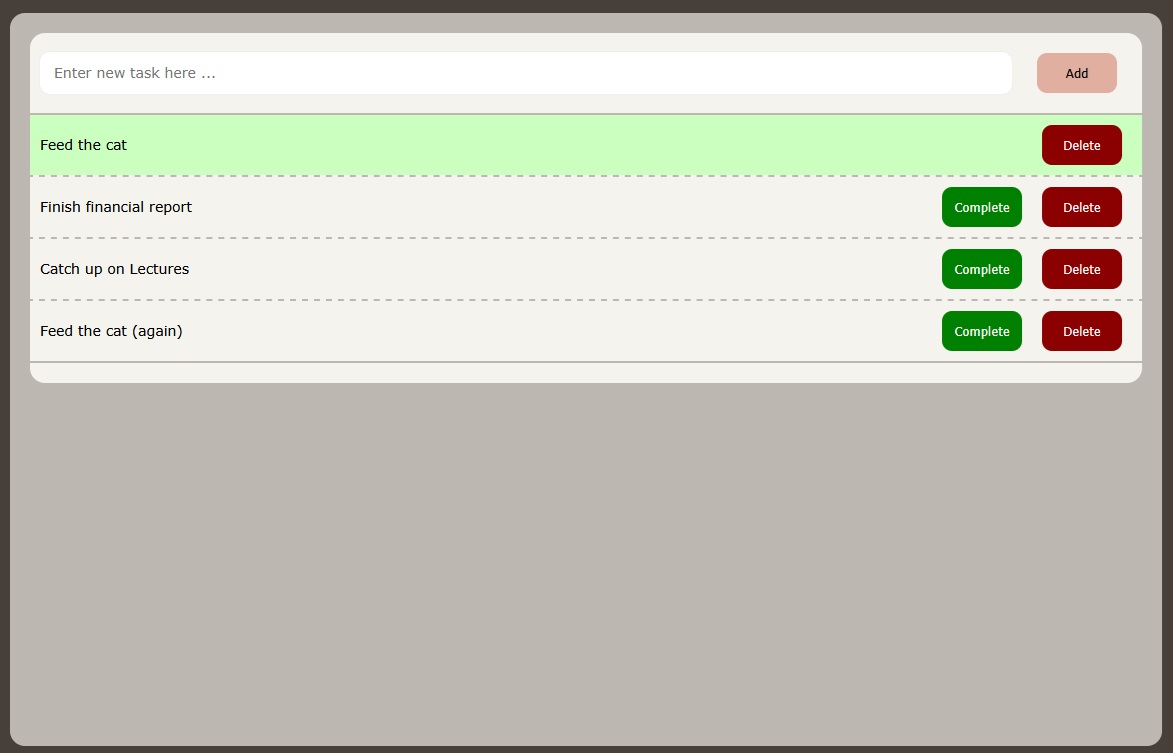 Enter new task here ... Add
Feed the cat Delete
Finish financial report Complete Delete
Catch up on Lectures Complete Delete
Feed the cat (again) Complete Delete